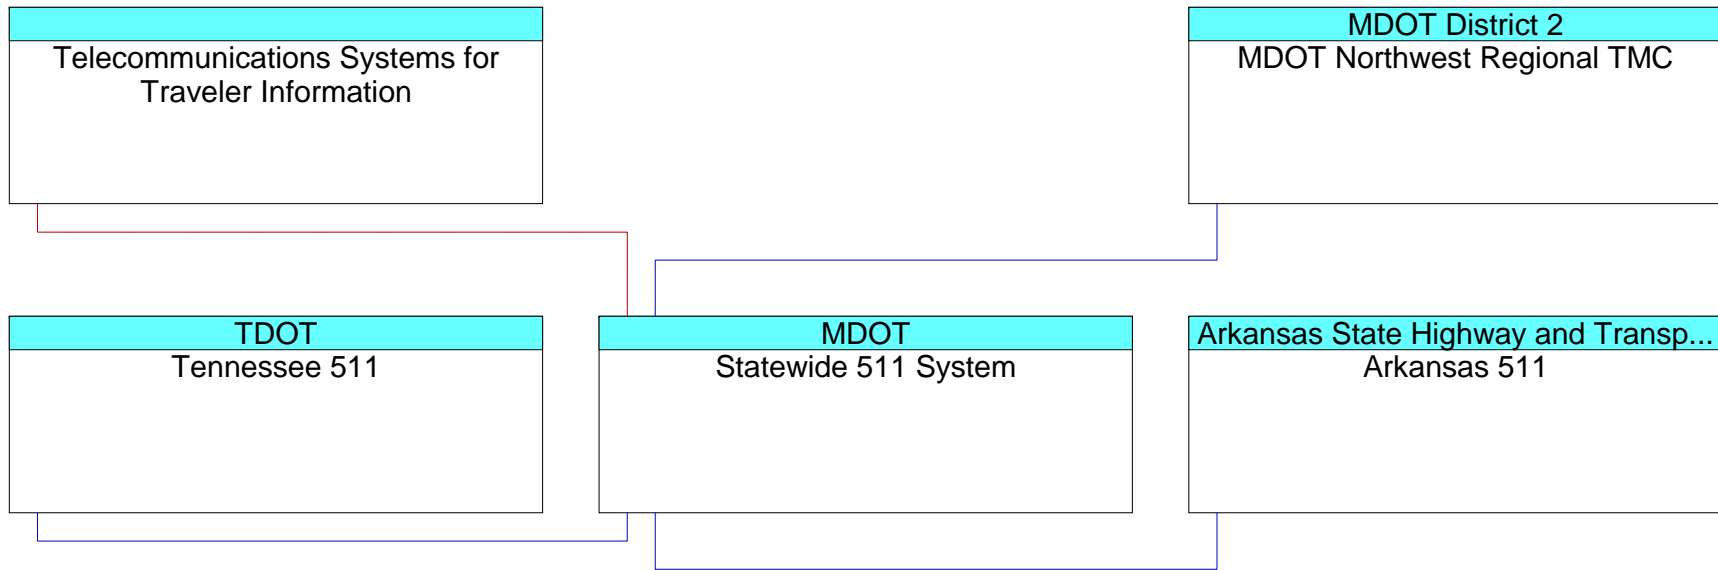 Telecommunications Systems for
Traveler Information
MDOT District 2
MDOT Northwest Regional TMC
TDOT
Tennessee 511
MDOT
Statewide 511 System
Arkansas State Highway and Transp...
Arkansas 511